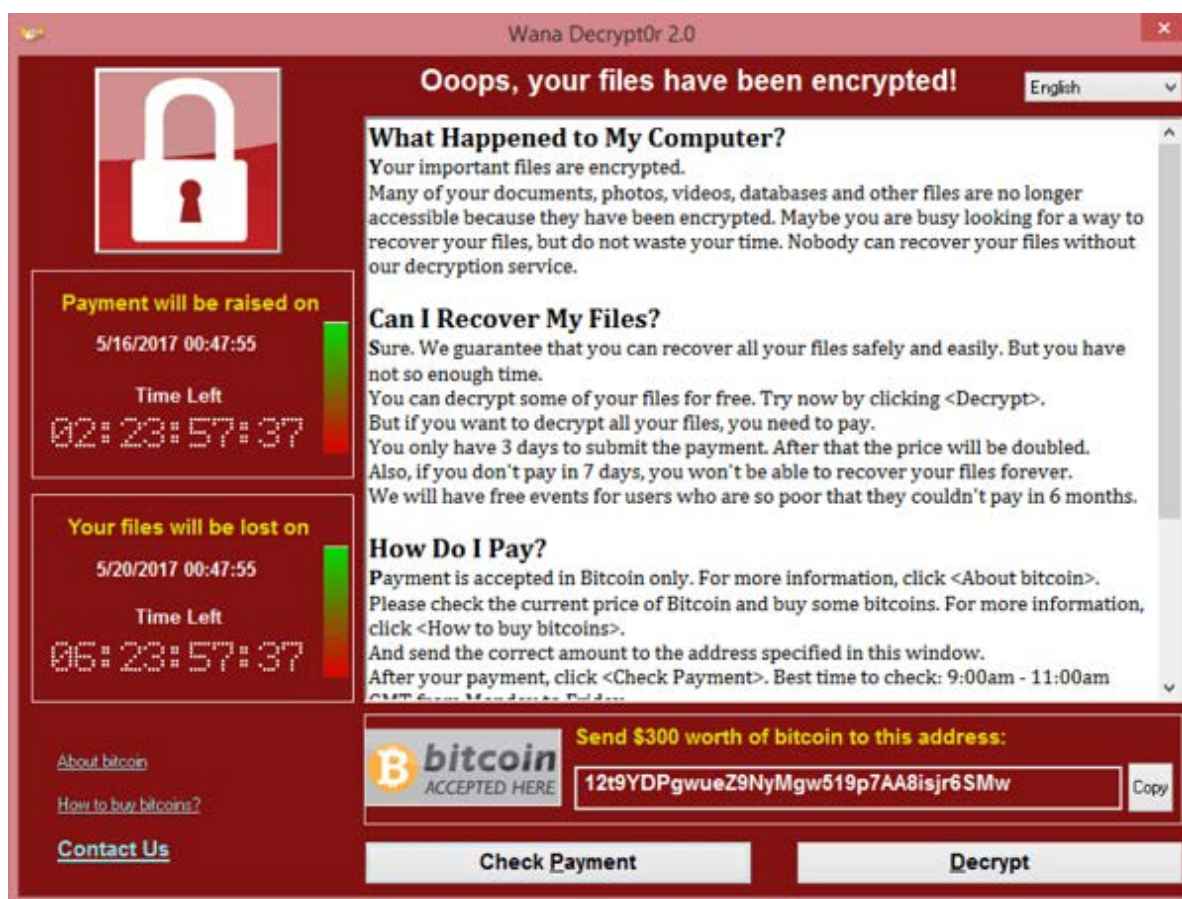 Wana Decrypt0r 2.0
Ooops, your files have been encrypted!
English
Payment will be raised on
5/16/2017 00:47:55
Time Left
02:23:57:37
Your files will be lost on
5/20/2017 00:47:55
Time Left
06:23:57:37
About bitcoin
How to buy bitcoins?
Contact Us
What Happened to My Computer?
Your important files are encrypted.
Many of your documents, photos, videos, databases and other files are no longer
accessible because they have been encrypted. Maybe you are busy looking for a way to
recover your files, but do not waste your time. Nobody can recover your files without
our decryption service.
Can I Recover My Files?
Sure. We guarantee that you can recover all your files safely and easily. But you have
not so enough time.
You can decrypt some of your files for free. Try now by clicking <Decrypt>.
But if you want to decrypt all your files, you need to pay.
You only have 3 days to submit the payment. After that the price will be doubled.
Also, if you don't pay in 7 days, you won't be able to recover your files forever.
We will have free events for users who are so poor that they couldn't pay in 6 months.
How Do I Pay?
Payment is accepted in Bitcoin only. For more information, click <About bitcoin>.
Please check the current price of Bitcoin and buy some bitcoins. For more information,
click <How to buy bitcoins>.
And send the correct amount to the address specified in this window.
After your payment, click <Check Payment>. Best time to check: 9:00am - 11:00am
GMT from Monday to Friday
bitcoin
ACCEPTED HERE
Send $300 worth of bitcoin to this address:
12t9YDPgwueZ9NyMgw519p7AA8isjr6SMw
Copy
Check Payment
Decrypt